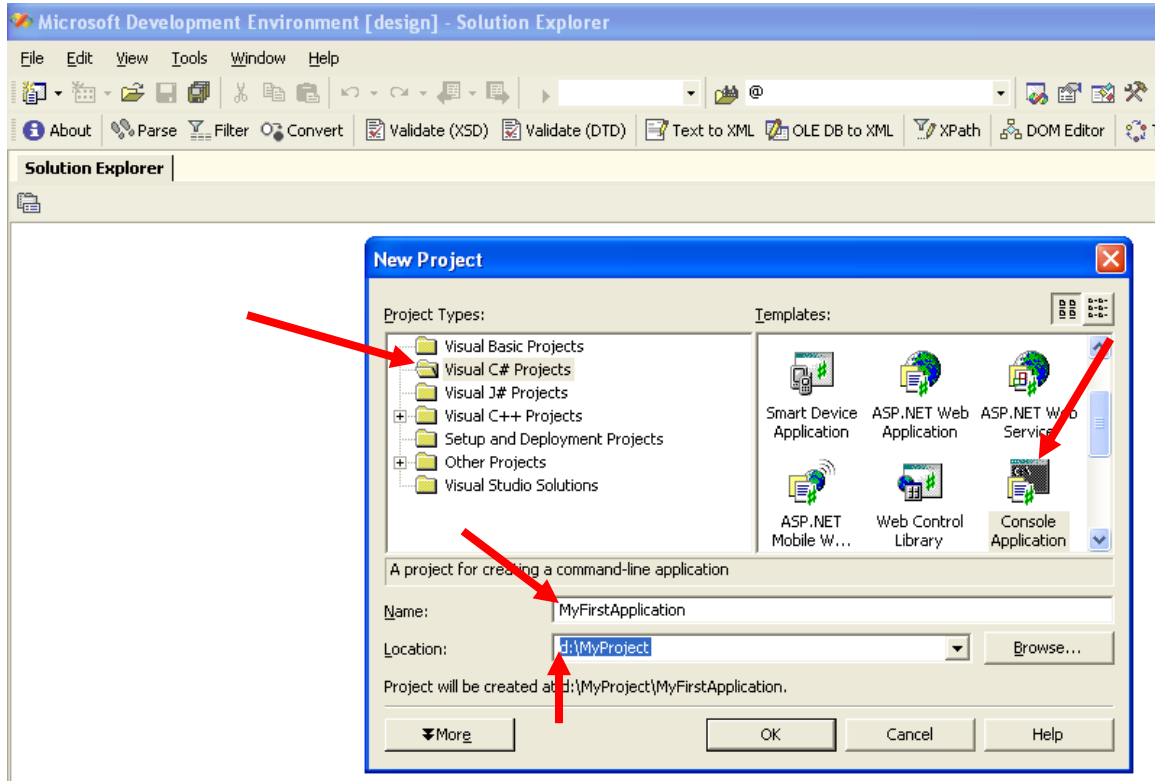 Microsoft Development Environment [design] - Solution Explorer
File Edit View Tools Window Help
@
About Parse Filter Convert Validate (XSD) Validate (DTD) Text to XML OLE DB to XML XPath DOM Editor
Solution Explorer
New Project
Project Types: Templates:
Visual Basic Projects
Visual C# Projects
Visual J# Projects
Visual C++ Projects
Setup and Deployment Projects
Other Projects
Visual Studio Solutions
Smart Device Application
ASP.NET Web Application
ASP.NET Web Service
ASP.NET Mobile W...
Web Control Library
Console Application
A project for creating a command-line application
Name: MyFirstApplication
Location: d:\MyProject Browse...
Project will be created at d:\MyProject\MyFirstApplication.
More OK Cancel Help